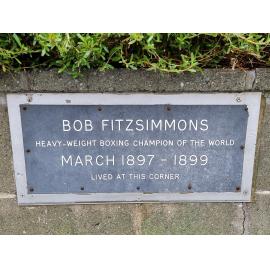 BOB FITZSIMMONS
HEAVY-WEIGHT BOXING CHAMPION OF THE WORLD
MARCH 1897 - 1899
LIVED AT THIS CORNER